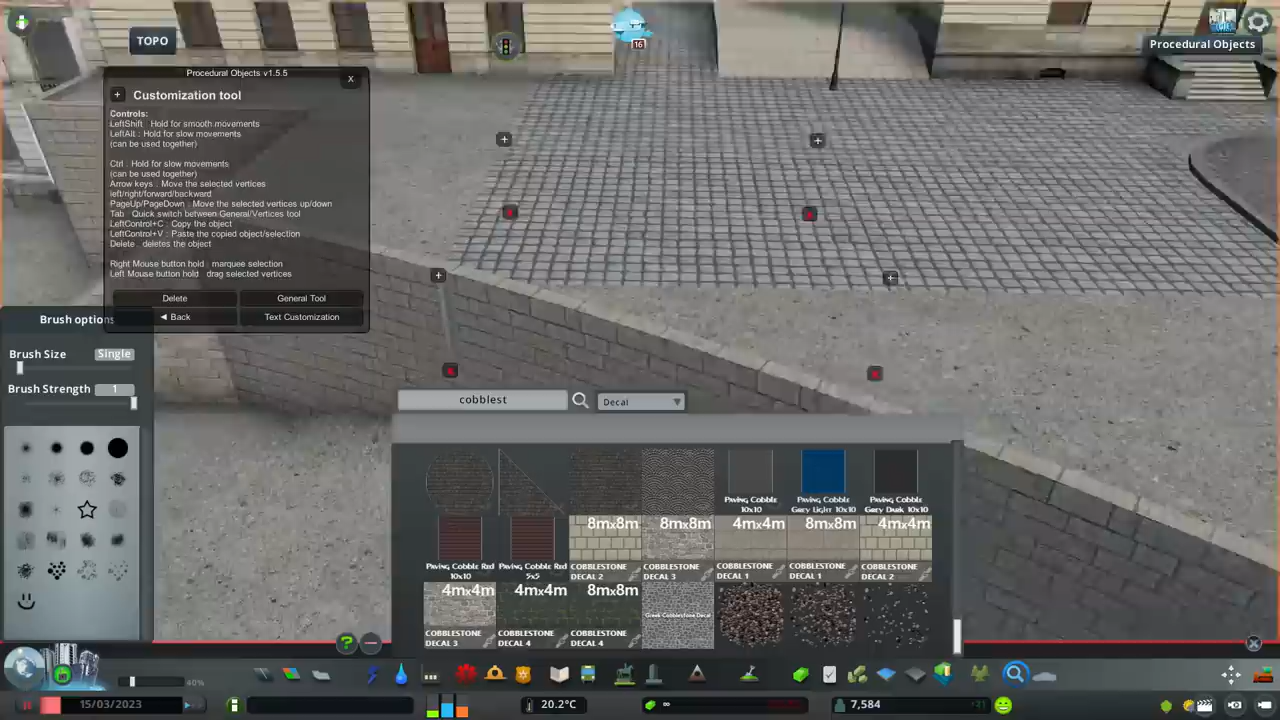 TOPO
16
Procedural Objects
Procedural Objects v1.5.5
X
+ Customization tool
Controls:
LeftShift : Hold for smooth movements
LeftAlt : Hold for slow movements
(can be used together)
Ctrl : Hold for slow movements
(can be used together)
Arrow keys : Move the selected vertices
left/right/forward/backward
PageUp/PageDown : Move the selected vertices up/down
Tab : Quick switch between General/Vertices tool
LeftControl+C : Copy the object
LeftControl+V : Paste the copied object/selection
Delete : deletes the object
Right Mouse button hold : marquee selection
Left Mouse button hold : drag selected vertices
Delete
General Tool
◄ Back
Text Customization
Brush options
Brush Size Single
Brush Strength 1
cobblest
Decal
Paving Cobble 10x10
Paving Cobble Grey Light 10x10
Paving Cobble Grey Dark 10x10
Paving Cobble Red 10x10
Paving Cobble Red 5x5
8mx8m COBBLESTONE DECAL 2
8mx8m COBBLESTONE DECAL 3
4mx4m COBBLESTONE DECAL 1
8mx8m COBBLESTONE DECAL 1
4mx4m COBBLESTONE DECAL 2
4mx4m COBBLESTONE DECAL 3
4mx4m COBBLESTONE DECAL 4
8mx8m COBBLESTONE DECAL 4
Greek Cobblestone Decal
40%
15/03/2023
20.2°C
∞
7,584
+21